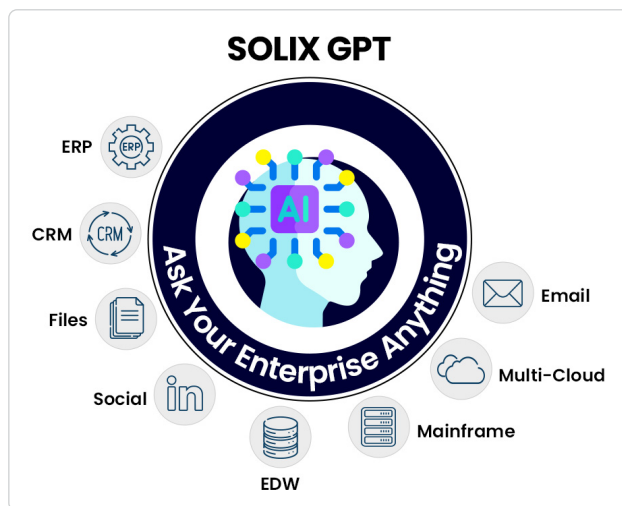 SOLIX GPT
ERP
ERP
AI
CRM
CRM
Ask Your Enterprise Anything
Files
Email
Social
in
Multi-Cloud
Mainframe
EDW